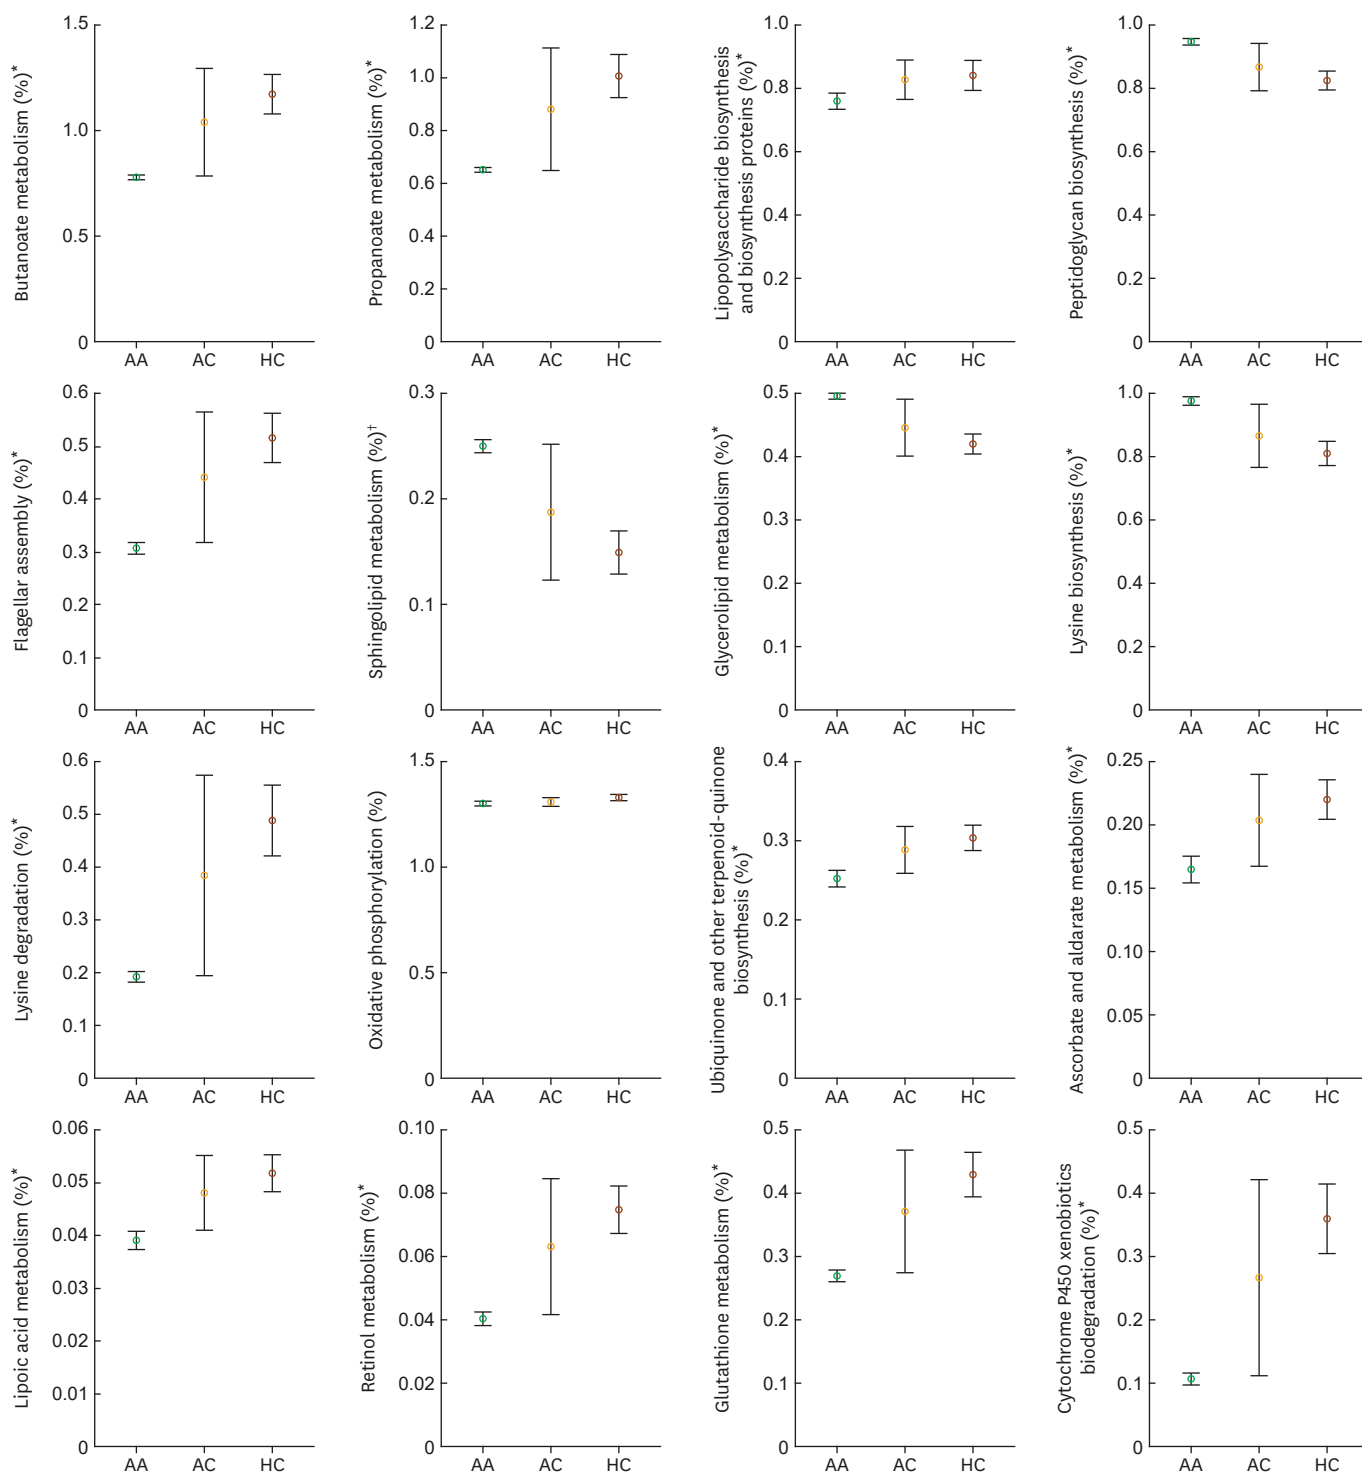 Butanoate metabolism (%)*
1.5
1.0
0.5
0
AA AC HC
Propanoate metabolism (%)*
1.2
1.0
0.8
0.6
0.4
0.2
0
AA AC HC
Lipopolysaccharide biosynthesis
and biosynthesis proteins (%)*
1.0
0.8
0.6
0.4
0.2
0
AA AC HC
Peptidoglycan biosynthesis (%)*
1.0
0.8
0.6
0.4
0.2
0
AA AC HC
Flagellar assembly (%)*
0.6
0.5
0.4
0.3
0.2
0.1
0
AA AC HC
Sphingolipid metabolism (%)†
0.3
0.2
0.1
0
AA AC HC
Glycerolipid metabolism (%)*
0.5
0.4
0.3
0.2
0.1
0
AA AC HC
Lysine biosynthesis (%)*
1.0
0.8
0.6
0.4
0.2
0
AA AC HC
Lysine degradation (%)*
0.6
0.5
0.4
0.3
0.2
0.1
0
AA AC HC
Oxidative phosphorylation (%)
1.5
1.0
0.5
0
AA AC HC
Ubiquinone and other terpenoid-quinone
biosynthesis (%)*
0.4
0.3
0.2
0.1
0
AA AC HC
Ascorbate and aldarate metabolism (%)*
0.25
0.20
0.15
0.10
0.05
0
AA AC HC
Lipoic acid metabolism (%)*
0.06
0.05
0.04
0.03
0.02
0.01
0
AA AC HC
Retinol metabolism (%)*
0.10
0.08
0.06
0.04
0.02
0
AA AC HC
Glutathione metabolism (%)*
0.5
0.4
0.3
0.2
0.1
0
AA AC HC
Cytochrome P450 xenobiotics
biodegradation (%)*
0.5
0.4
0.3
0.2
0.1
0
AA AC HC